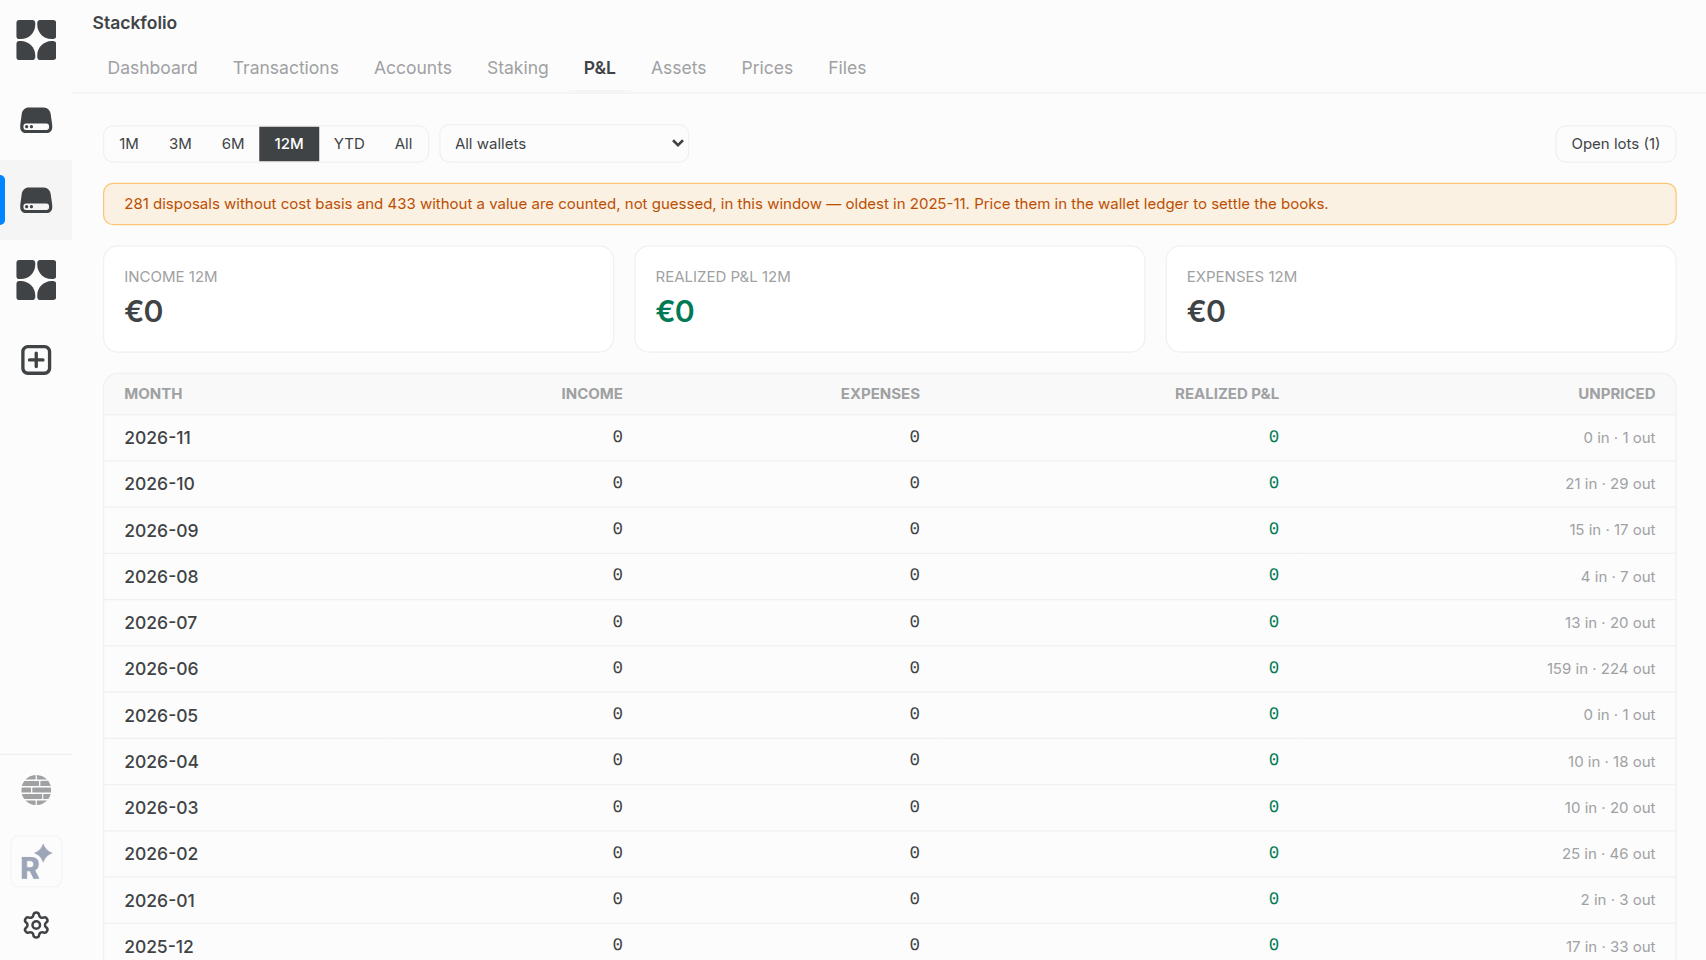 Stackfolio
Dashboard Transactions Accounts Staking P&L Assets Prices Files
1M 3M 6M 12M YTD All All wallets Open lots (1)
281 disposals without cost basis and 433 without a value are counted, not guessed, in this window — oldest in 2025-11. Price them in the wallet ledger to settle the books.
INCOME 12M REALIZED P&L 12M EXPENSES 12M
€0 €0 €0
MONTH INCOME EXPENSES REALIZED P&L UNPRICED
2026-11 0 0 0 0 in · 1 out
2026-10 0 0 0 21 in · 29 out
2026-09 0 0 0 15 in · 17 out
2026-08 0 0 0 4 in · 7 out
2026-07 0 0 0 13 in · 20 out
2026-06 0 0 0 159 in · 224 out
2026-05 0 0 0 0 in · 1 out
2026-04 0 0 0 10 in · 18 out
2026-03 0 0 0 10 in · 20 out
2026-02 0 0 0 25 in · 46 out
2026-01 0 0 0 2 in · 3 out
2025-12 0 0 0 17 in · 33 out
R